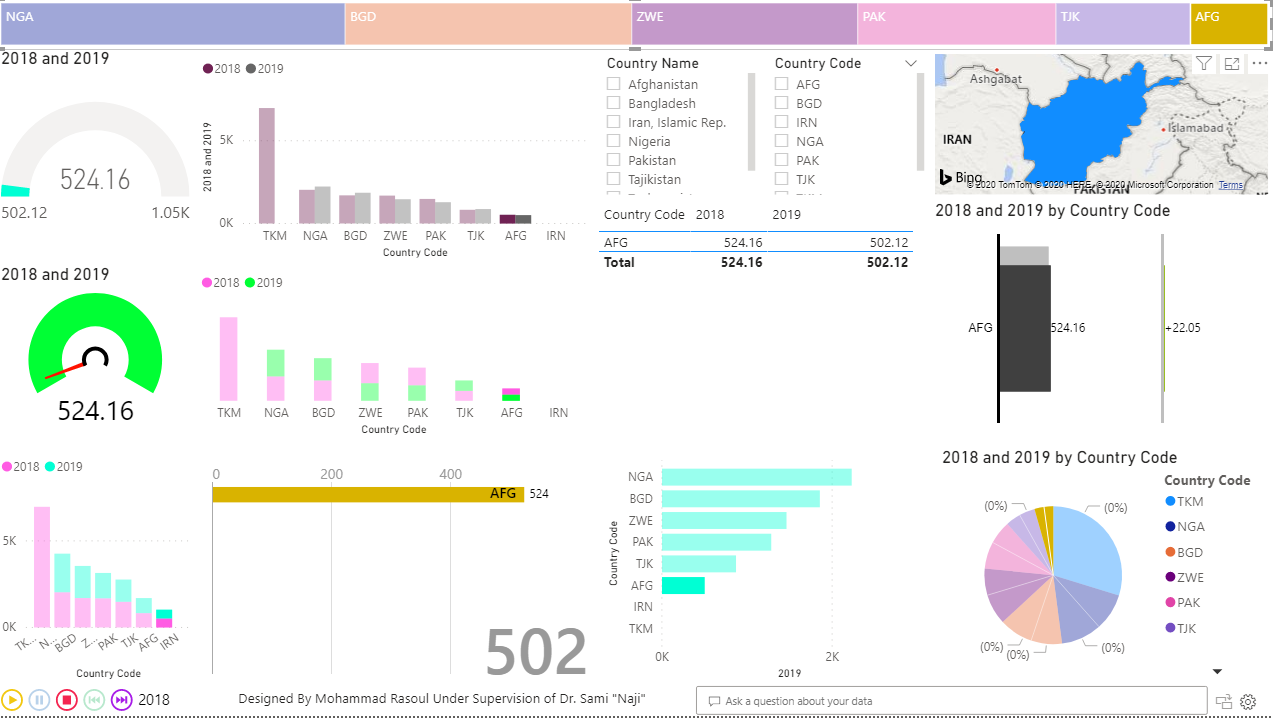 NGA BGD ZWE PAK TJK AFG
2018 and 2019
524.16
502.12 1.05K
2018 2019
2018 and 2019
5K
0K
TKM NGA BGD ZWE PAK TJK AFG IRN
Country Code
Country Name
Afghanistan
Bangladesh
Iran, Islamic Rep.
Nigeria
Pakistan
Tajikistan
Country Code
AFG
BGD
IRN
NGA
PAK
TJK
Country Code 2018 2019
AFG 524.16 502.12
Total 524.16 502.12
Ashgabat
Islamabad
IRAN
PAKISTAN
Bing
© 2020 TomTom © 2020 HERE, © 2020 Microsoft Corporation Terms
2018 and 2019 by Country Code
AFG 524.16 +22.05
2018 and 2019
524.16
2018 2019
TKM NGA BGD ZWE PAK TJK AFG IRN
Country Code
2018 2019
5K
0K
TK... N... BGD Z... PAK TJK AFG IRN
Country Code
0 200 400
AFG 524
502
Country Code
NGA
BGD
ZWE
PAK
TJK
AFG
IRN
TKM
0K 2K
2019
2018 and 2019 by Country Code
(0%) (0%)
(0%) (0%) (0%)
Country Code
TKM
NGA
BGD
ZWE
PAK
TJK
2018
Designed By Mohammad Rasoul Under Supervision of Dr. Sami "Naji"
Ask a question about your data